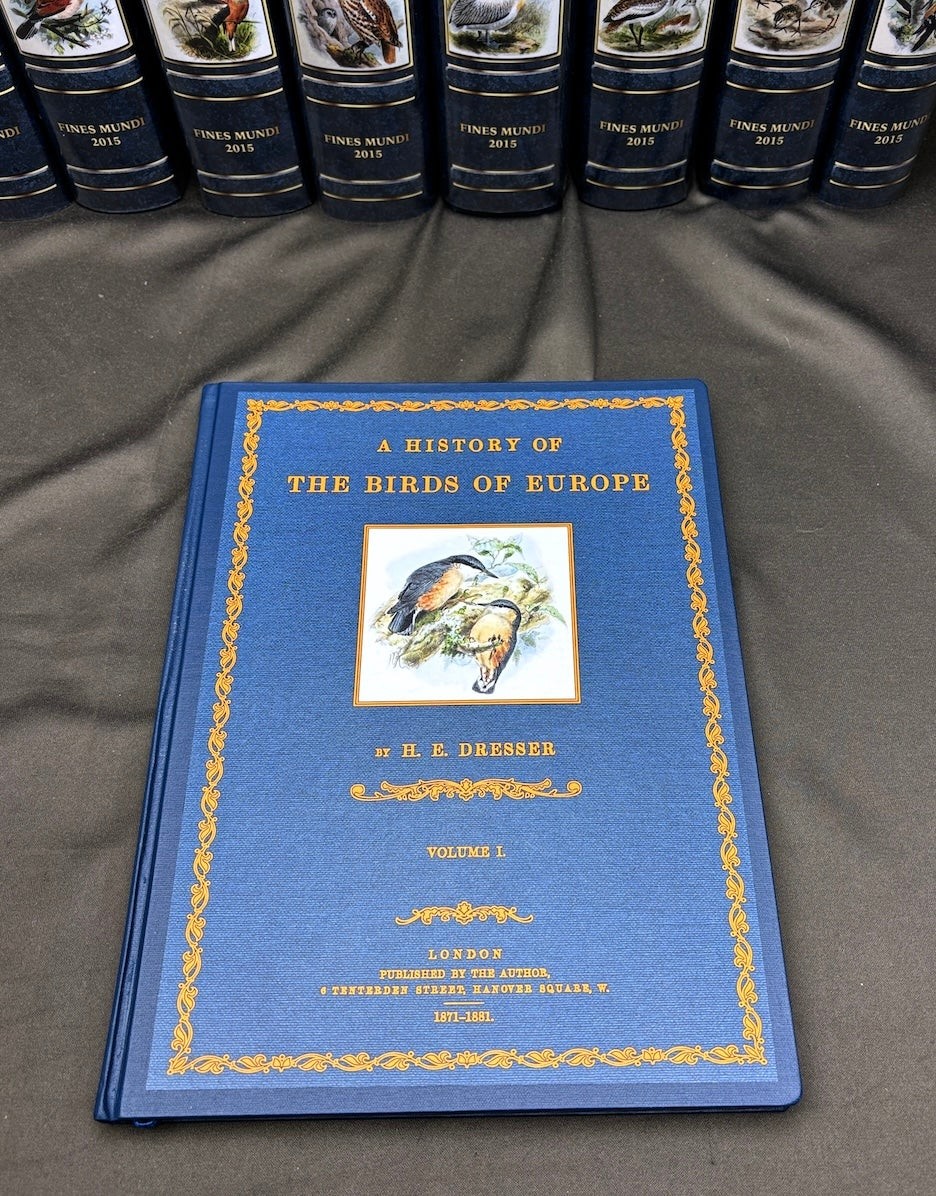 NDI
FINES MUNDI
2015
FINES MUNDI
2015
FINES MUNDI
2015
FINES MUNDI
2015
FINES MUNDI
2015
FINES MUNDI
2015
FINES MUNDI
2015
A HISTORY OF
THE BIRDS OF EUROPE
BY H. E. DRESSER
VOLUME I.
LONDON
PUBLISHED BY THE AUTHOR,
6 TENTERDEN STREET, HANOVER SQUARE, W.
1871–1881.